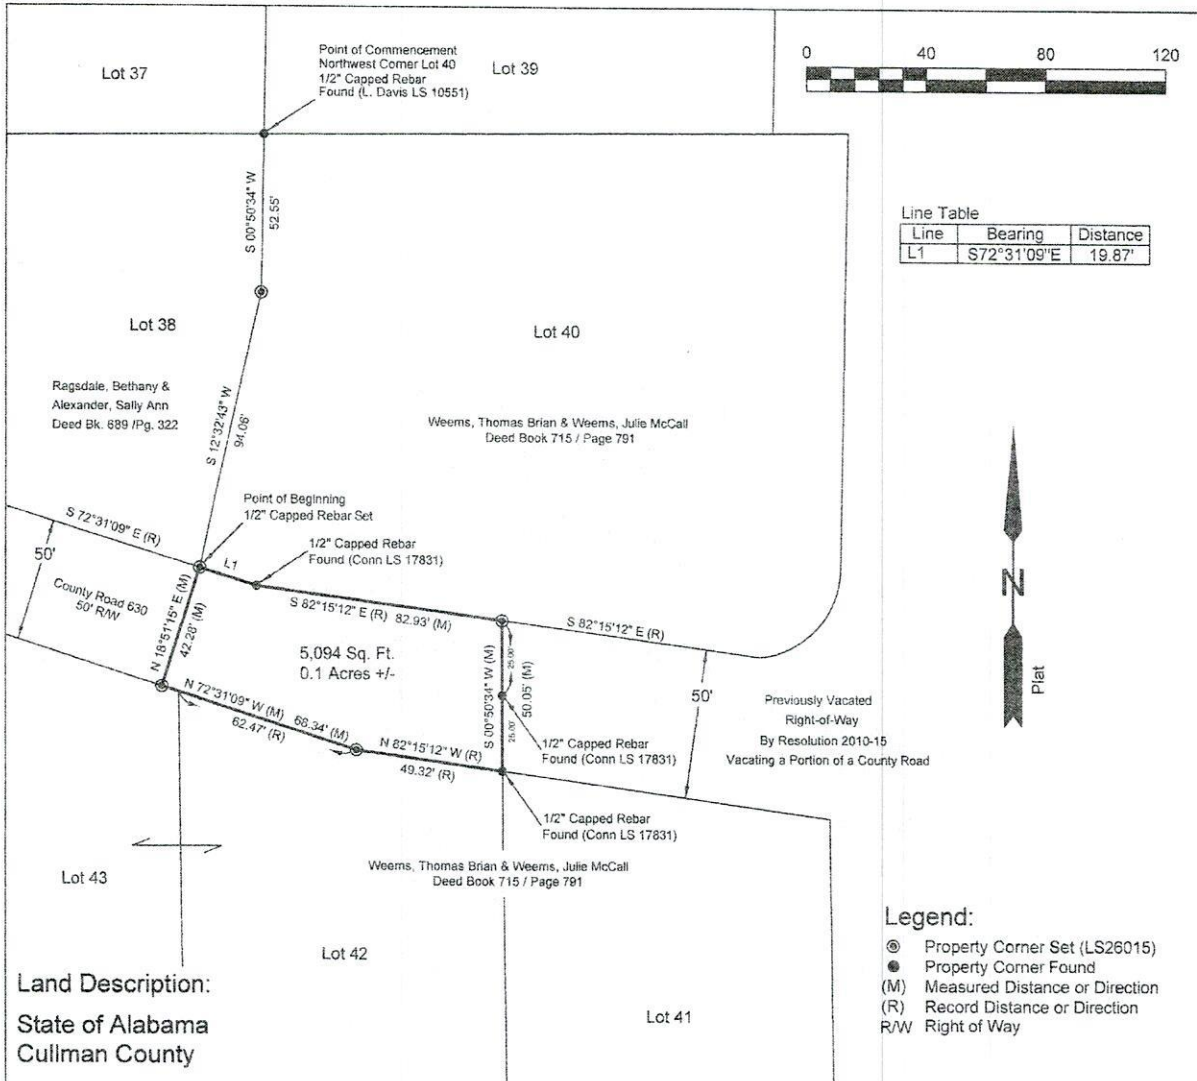 Lot 37
Point of Commencement
Northwest Corner Lot 40
1/2" Capped Rebar
Found (L. Davis LS 10551)
Lot 39
0 40 80 120
S 00°50'34" W
52.55'
Line Table
Line Bearing Distance
L1 S72°31'09"E 19.87'
Lot 38
Lot 40
Ragsdale, Bethany &
Alexander, Sally Ann
Deed Bk. 689 /Pg. 322
S 12°32'43" W
94.06'
Weems, Thomas Brian & Weems, Julie McCall
Deed Book 715 / Page 791
Point of Beginning
1/2" Capped Rebar Set
S 72°31'09" E (R)
50'
L1
1/2" Capped Rebar
Found (Conn LS 17831)
County Road 630
50' R/W
N 18°51'15" E (M)
42.28' (M)
S 82°15'12" E (R) 82.93' (M)
S 82°15'12" E (R)
5,094 Sq. Ft.
0.1 Acres +/-
S 00°50'34" W (M)
25.00'
25.00'
50.05' (M)
50'
N
Plat
N 72°31'09" W (M) 68.34' (M)
62.47' (R)
N 82°15'12" W (R)
49.32' (R)
1/2" Capped Rebar
Found (Conn LS 17831)
Previously Vacated
Right-of-Way
By Resolution 2010-15
Vacating a Portion of a County Road
1/2" Capped Rebar
Found (Conn LS 17831)
Weems, Thomas Brian & Weems, Julie McCall
Deed Book 715 / Page 791
Lot 43
Lot 42
Lot 41
Legend:
Property Corner Set (LS26015)
Property Corner Found
(M) Measured Distance or Direction
(R) Record Distance or Direction
R/W Right of Way
Land Description:
State of Alabama
Cullman County